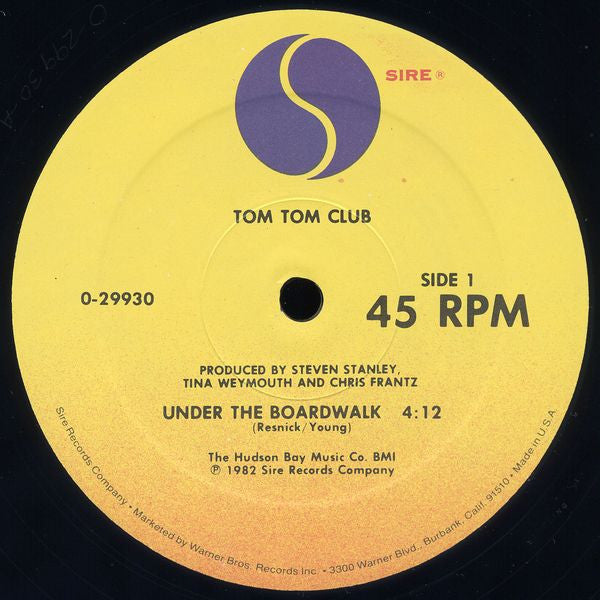 SIRE ®
TOM TOM CLUB
0-29930
SIDE 1
45 RPM
PRODUCED BY STEVEN STANLEY,
TINA WEYMOUTH AND CHRIS FRANTZ
UNDER THE BOARDWALK 4:12
(Resnick/Young)
The Hudson Bay Music Co. BMI
℗ 1982 Sire Records Company
Sire Records Company • Marketed by Warner Bros. Records Inc. • 3300 Warner Blvd., Burbank, Calif. 91510 • Made in U.S.A.